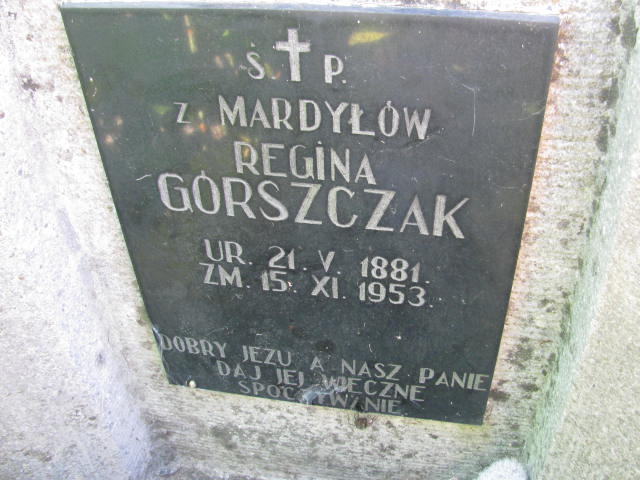 Ś P.
Z MARDYŁÓW
REGINA
GÓRSZCZAK
UR. 21. V. 1881.
ZM. 15. XI. 1953.
DOBRY JEZU A NASZ PANIE
DAJ JEJ WIECZNE
SPOCZYWANIE